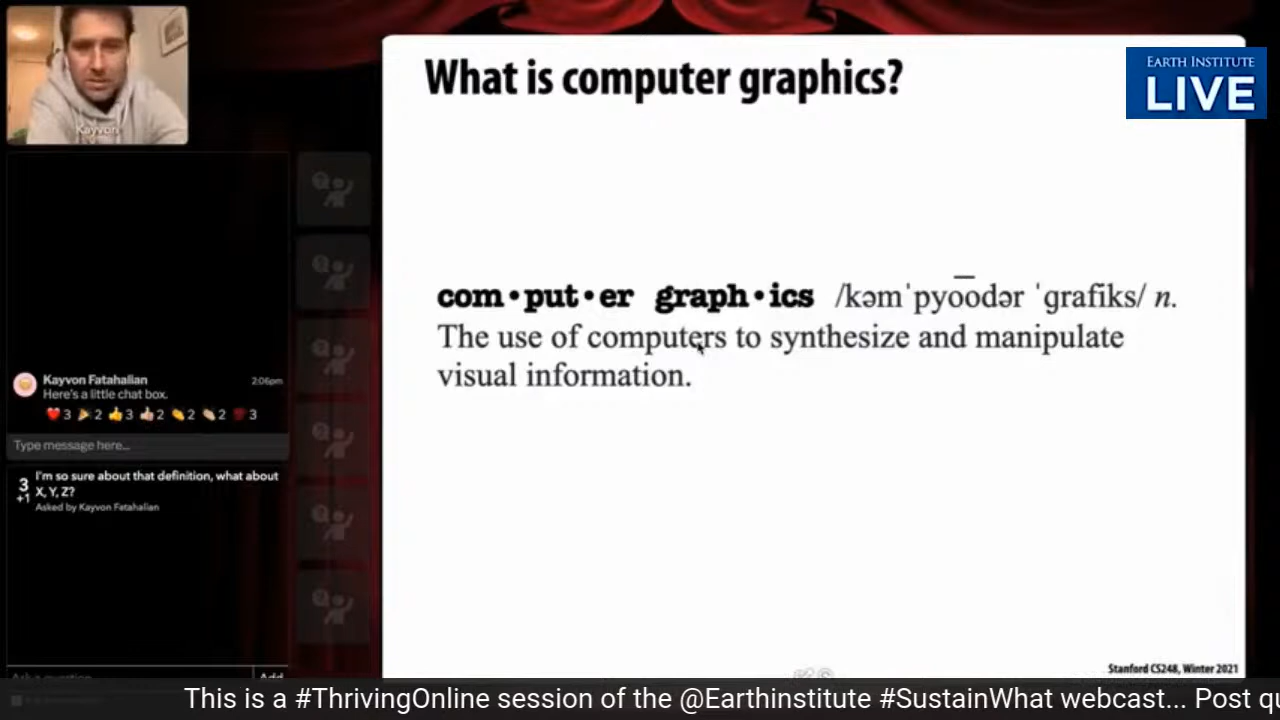 Kayvon
What is computer graphics?
EARTH INSTITUTE
LIVE
com•put•er graph•ics /kəmˈpyo͞odər ˈɡrafiks/ n.
The use of computers to synthesize and manipulate
visual information.
Kayvon Fatahalian 2:06pm
Here's a little chat box.
❤️3 🎉2 👍3 👍🏻2 👏2 👏🏻2 💯3
Type message here...
3 I'm so sure about that definition, what about
+1 X, Y, Z?
Asked by Kayvon Fatahalian
Add
Stanford CS248, Winter 2021
This is a #ThrivingOnline session of the @Earthinstitute #SustainWhat webcast... Post qu